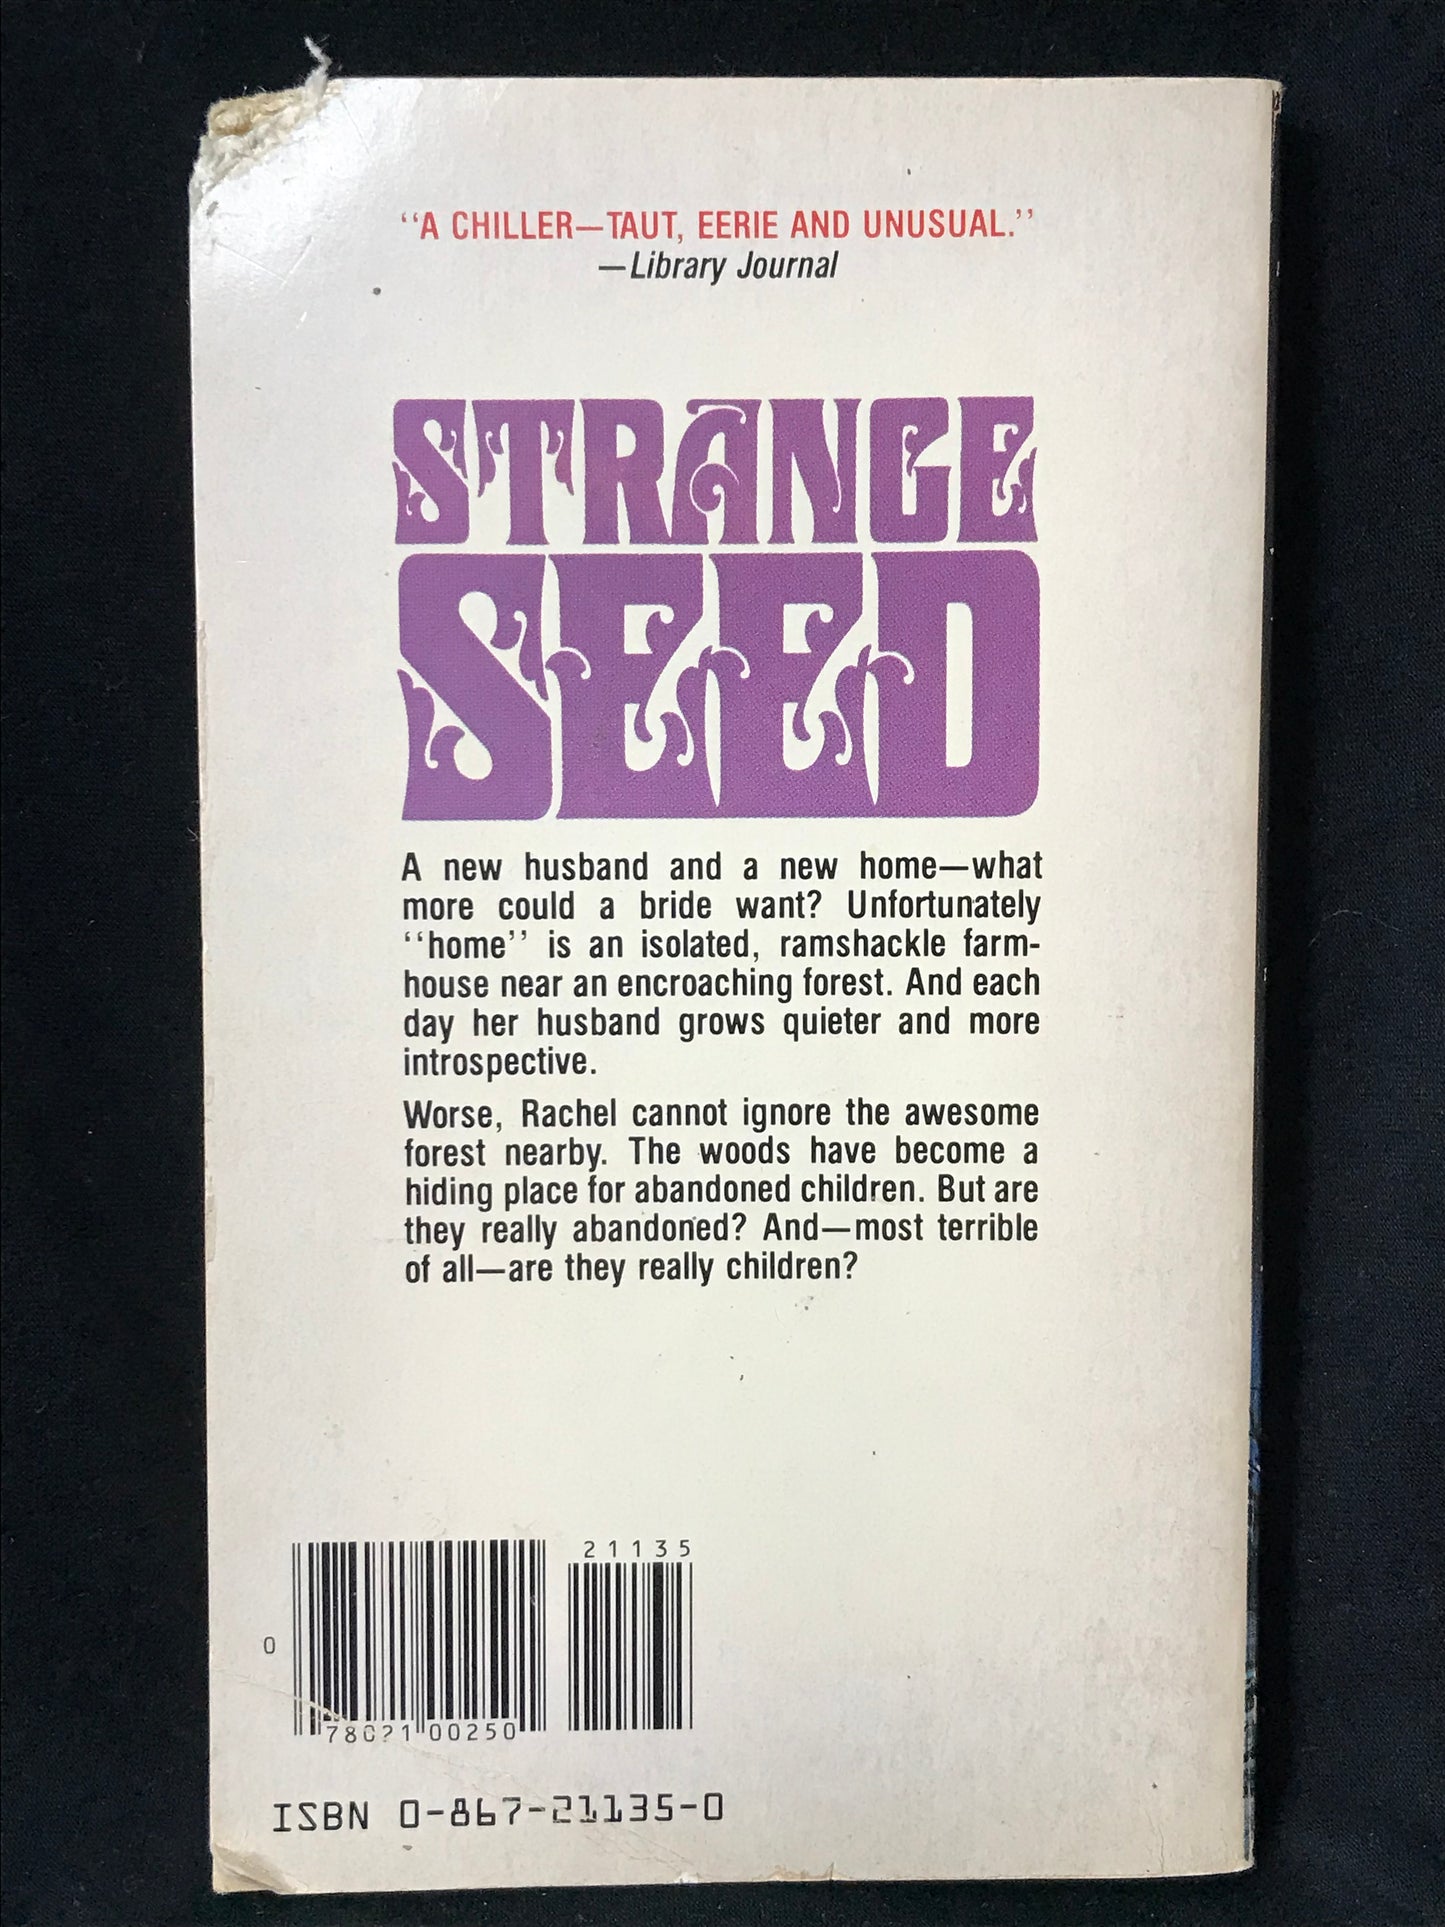 ‘‘A CHILLER—TAUT, EERIE AND UNUSUAL.’’
—Library Journal
STRANGE
SEED
A new husband and a new home—what
more could a bride want? Unfortunately
‘‘home’’ is an isolated, ramshackle farm-
house near an encroaching forest. And each
day her husband grows quieter and more
introspective.
Worse, Rachel cannot ignore the awesome
forest nearby. The woods have become a
hiding place for abandoned children. But are
they really abandoned? And—most terrible
of all—are they really children?
21135
0
78021 00250
ISBN 0-867-21135-0